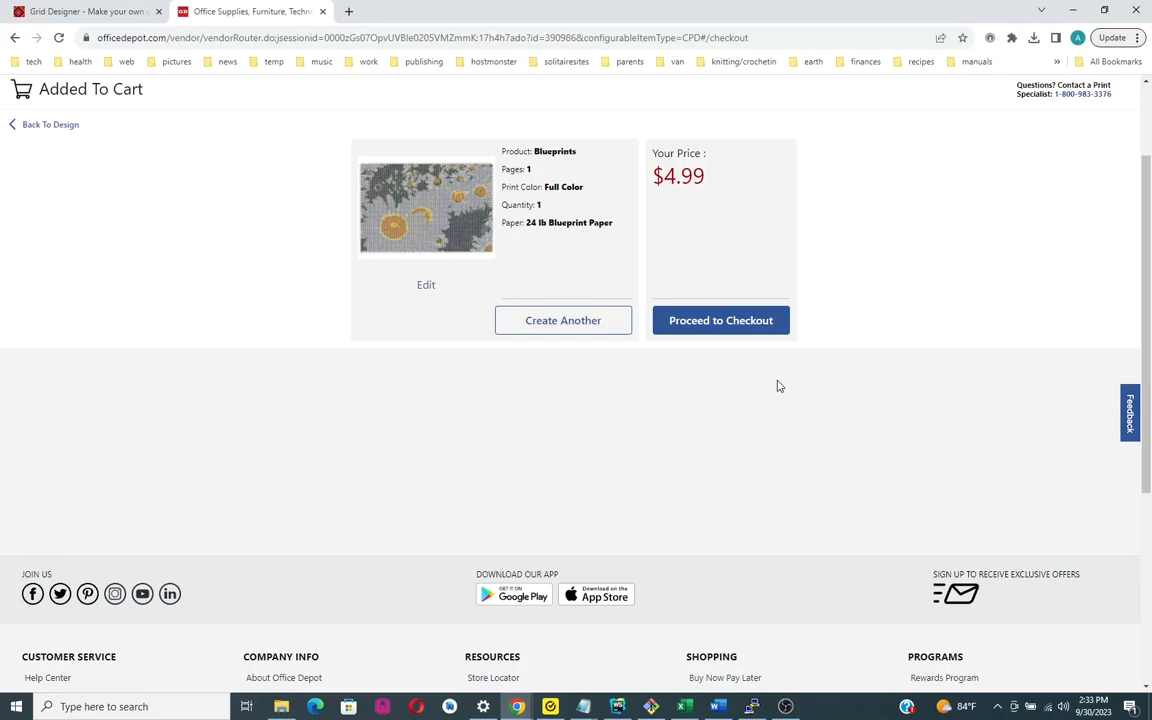 Grid Designer - Make your own c
Office Supplies, Furniture, Techn
officedepot.com/vendor/vendorRouter.do;jsessionid=0000zGs07OpvUVBle0205VMZmmK:17h4h7ado?id=390986&configurableItemType=CPD#/checkout
A
Update
tech
health
web
pictures
news
temp
music
work
publishing
hostmonster
solitairesites
parents
van
knitting/crochetin
earth
finances
recipes
manuals
»
All Bookmarks
Added To Cart
Questions? Contact a Print
Specialist: 1-800-983-3376
Back To Design
Product: Blueprints
Pages: 1
Print Color: Full Color
Quantity: 1
Paper: 24 lb Blueprint Paper
Edit
Create Another
Your Price :
$4.99
Proceed to Checkout
Feedback
JOIN US
DOWNLOAD OUR APP
GET IT ON
Google Play
Download on the
App Store
SIGN UP TO RECEIVE EXCLUSIVE OFFERS
CUSTOMER SERVICE
COMPANY INFO
RESOURCES
SHOPPING
PROGRAMS
Help Center
About Office Depot
Store Locator
Buy Now Pay Later
Rewards Program
Type here to search
84°F
2:33 PM
9/30/2023